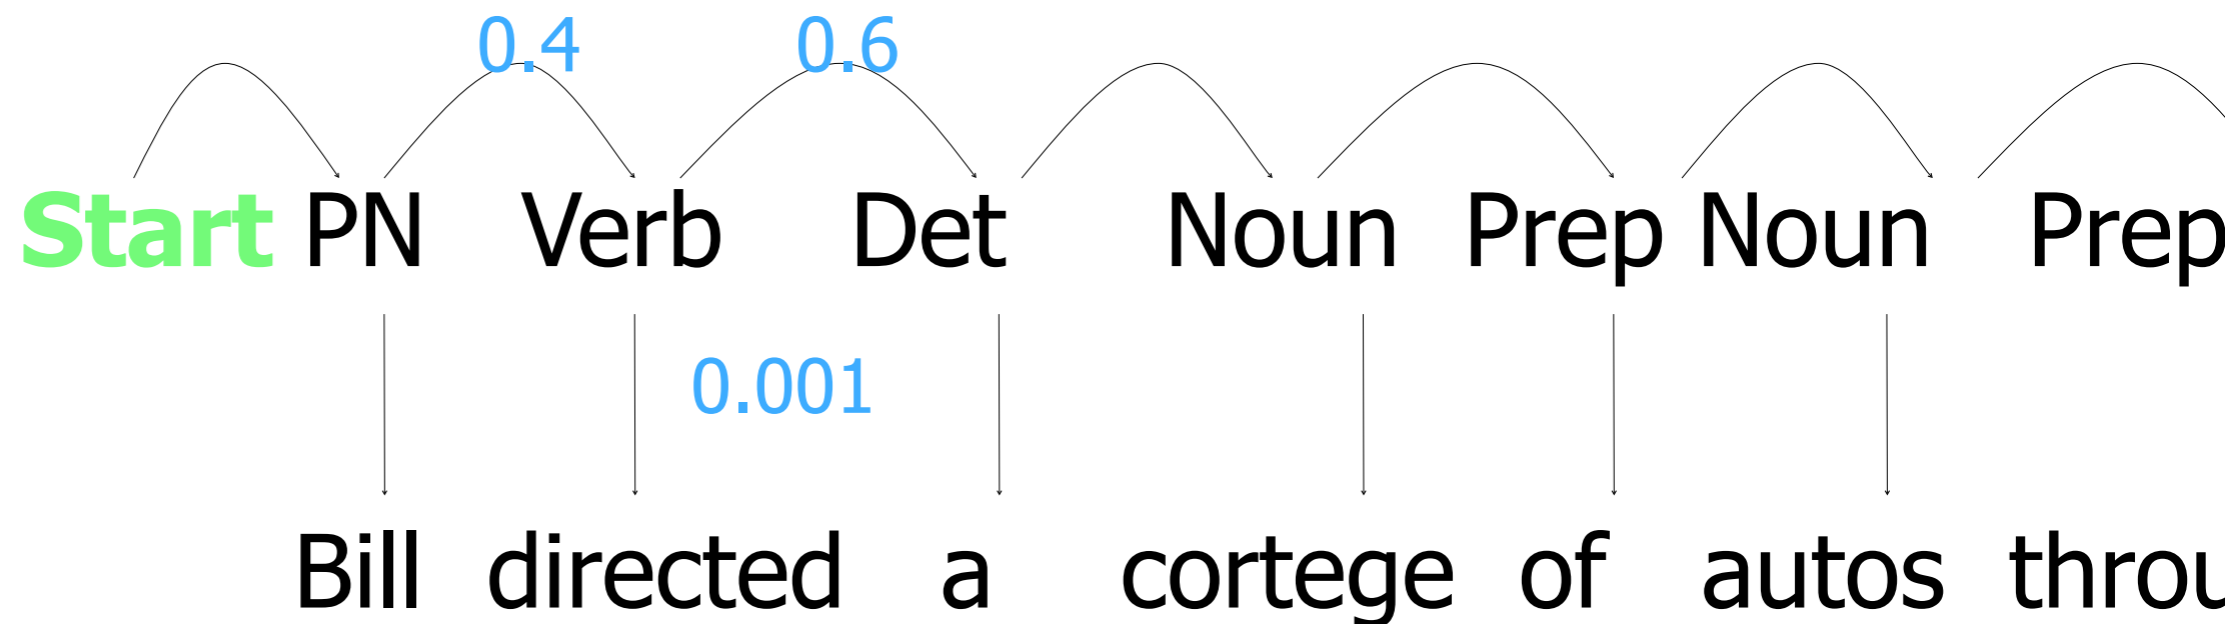 0.4 0.6
Start PN Verb Det Noun Prep Noun Prep
0.001
Bill directed a cortege of autos throu